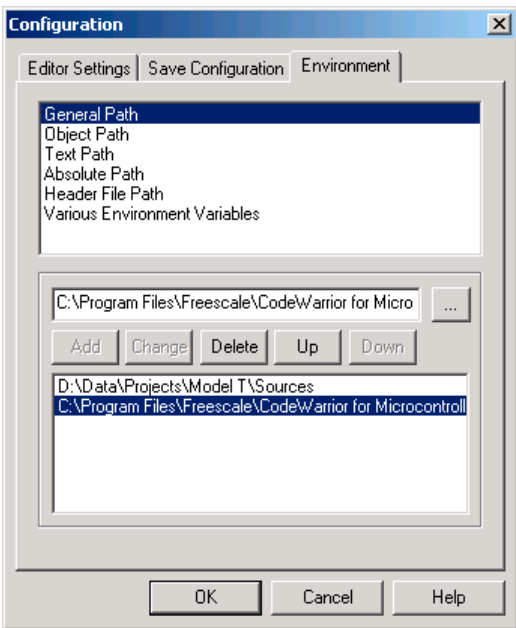 Configuration
Editor Settings Save Configuration Environment
General Path
Object Path
Text Path
Absolute Path
Header File Path
Various Environment Variables
C:\Program Files\Freescale\CodeWarrior for Micro ...
Add Change Delete Up Down
D:\Data\Projects\Model T\Sources
C:\Program Files\Freescale\CodeWarrior for Microcontroll
OK Cancel Help